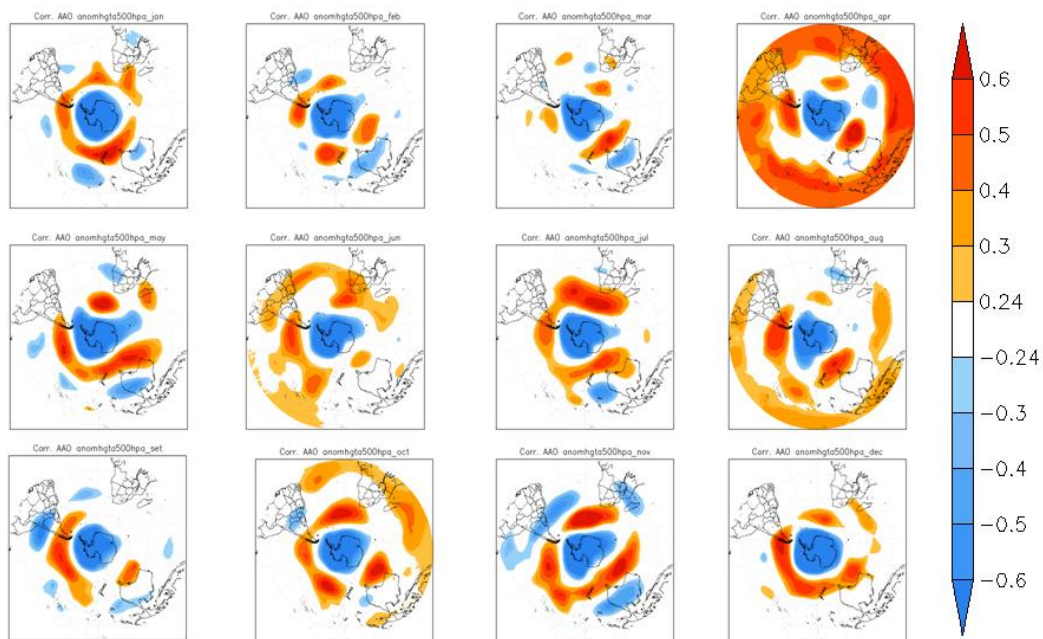 Corr. AAO anomhgta500hpa_jan
Corr. AAO anomhgta500hpa_feb
Corr. AAO anomhgta500hpa_mar
Corr. AAO anomhgta500hpa_apr
Corr. AAO anomhgta500hpa_may
Corr. AAO anomhgta500hpa_jun
Corr. AAO anomhgta500hpa_jul
Corr. AAO anomhgta500hpa_aug
Corr. AAO anomhgta500hpa_set
Corr. AAO anomhgta500hpa_oct
Corr. AAO anomhgta500hpa_nov
Corr. AAO anomhgta500hpa_dec
0.6
0.5
0.4
0.3
0.24
−0.24
−0.3
−0.4
−0.5
−0.6